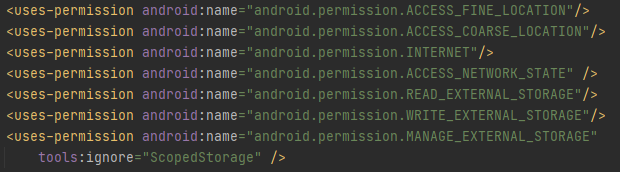 <uses-permission android:name="android.permission.ACCESS_FINE_LOCATION"/>
<uses-permission android:name="android.permission.ACCESS_COARSE_LOCATION"/>
<uses-permission android:name="android.permission.INTERNET"/>
<uses-permission android:name="android.permission.ACCESS_NETWORK_STATE" />
<uses-permission android:name="android.permission.READ_EXTERNAL_STORAGE"/>
<uses-permission android:name="android.permission.WRITE_EXTERNAL_STORAGE"/>
<uses-permission android:name="android.permission.MANAGE_EXTERNAL_STORAGE"
    tools:ignore="ScopedStorage" />